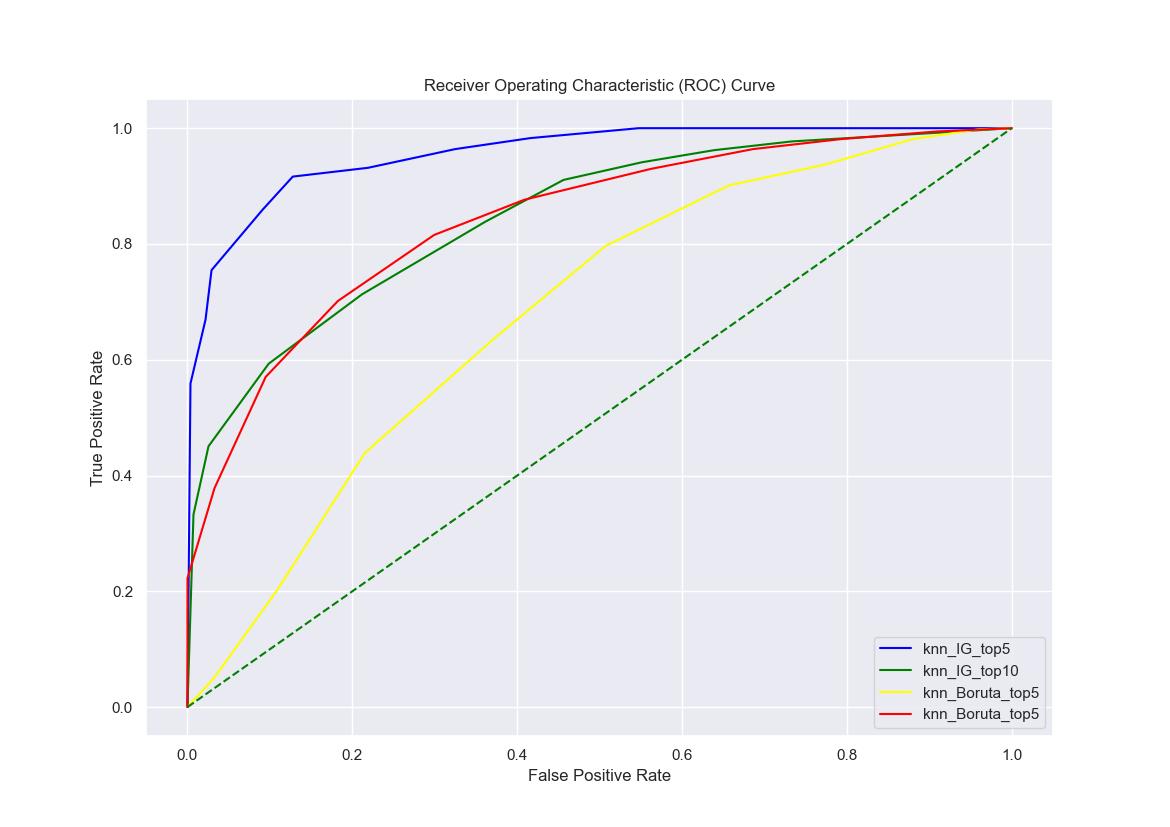 Receiver Operating Characteristic (ROC) Curve
1.0
0.8
0.6
0.4
0.2
0.0
True Positive Rate
knn_IG_top5
knn_IG_top10
knn_Boruta_top5
knn_Boruta_top5
0.0 0.2 0.4 0.6 0.8 1.0
False Positive Rate